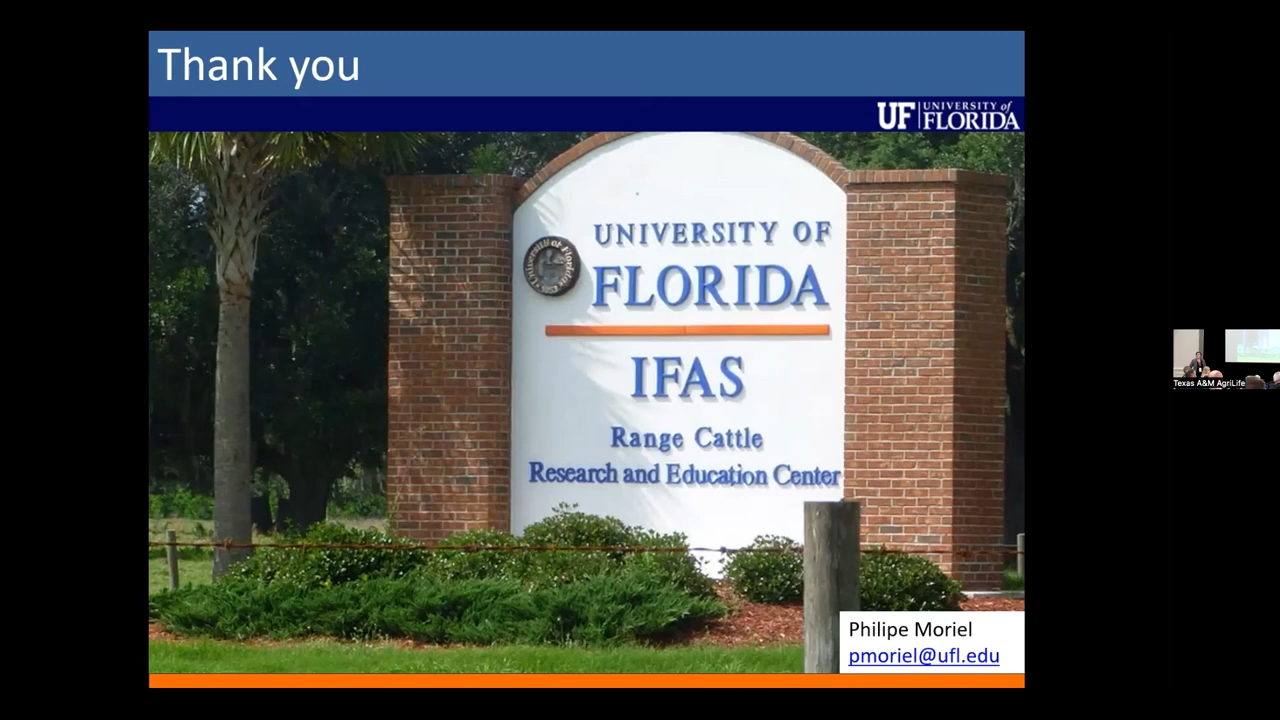 Thank you
UF UNIVERSITY of
FLORIDA
UNIVERSITY OF
FLORIDA
IFAS
Range Cattle
Research and Education Center
Texas A&M AgriLife
Philipe Moriel
pmoriel@ufl.edu